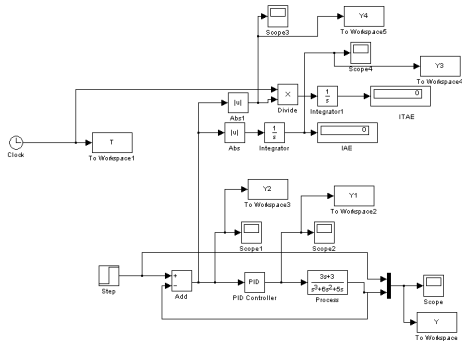 Y4
Scope3
To Workspace5
Y3
Scope4
To Workspace4
×
Divide
1
s
Integrator1
0
ITAE
|u|
Abs1
|u|
Abs
1
s
Integrator
0
IAE
Clock
T
To Workspace1
Y2
To Workspace3
Y1
To Workspace2
Scope1
Scope2
Step
+
−
Add
PID
PID Controller
3s+3
s³+6s²+5s
Process
Scope
Y
To Workspace